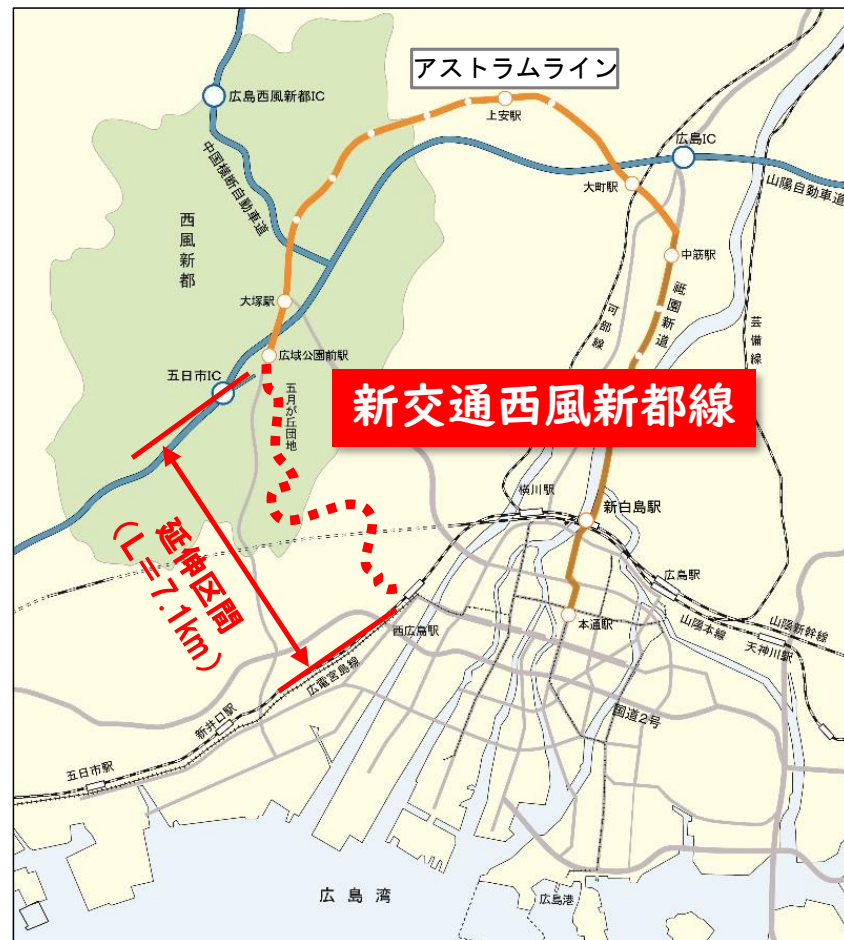 アストラムライン
広島西風新都IC
上安駅
中国横断自動車道
広島IC
山陽自動車道
大町駅
西風新都
中筋駅
祗園新道
可部線
芸備線
大塚駅
広域公園前駅
五日市IC
五月が丘団地
新交通西風新都線
横川駅
新白島駅
延伸区間
(L=7.1km)
広島駅
西広島駅
本通駅
山陽本線
山陽新幹線
天神川駅
広電宮島線
新井口駅
国道2号
五日市駅
広島湾
広島港